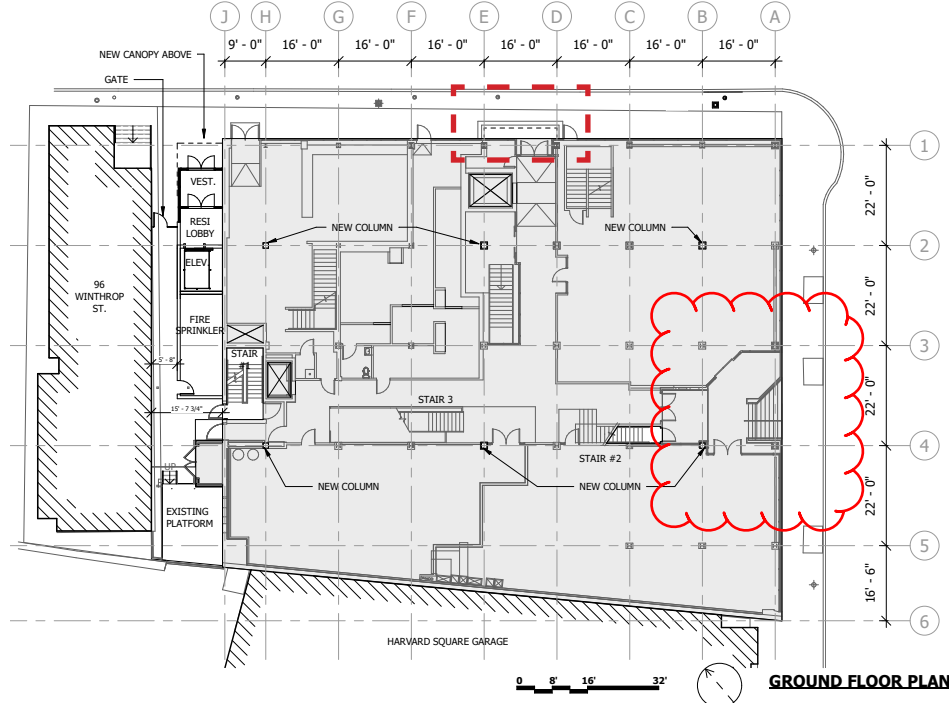 J H G F E D C B A
9' - 0" 16' - 0" 16' - 0" 16' - 0" 16' - 0" 16' - 0" 16' - 0" 16' - 0"
NEW CANOPY ABOVE
GATE
1
22' - 0"
VEST.
RESI
LOBBY
NEW COLUMN
NEW COLUMN
2
ELEV.
96
WINTHROP
ST.
22' - 0"
FIRE
SPRINKLER
3
STAIR
#1
5' - 8"
22' - 0"
STAIR 3
15' - 7 3/4"
4
STAIR #2
UP
NEW COLUMN
NEW COLUMN
22' - 0"
EXISTING
PLATFORM
5
16' - 6"
6
HARVARD SQUARE GARAGE
0 8' 16' 32'
GROUND FLOOR PLAN